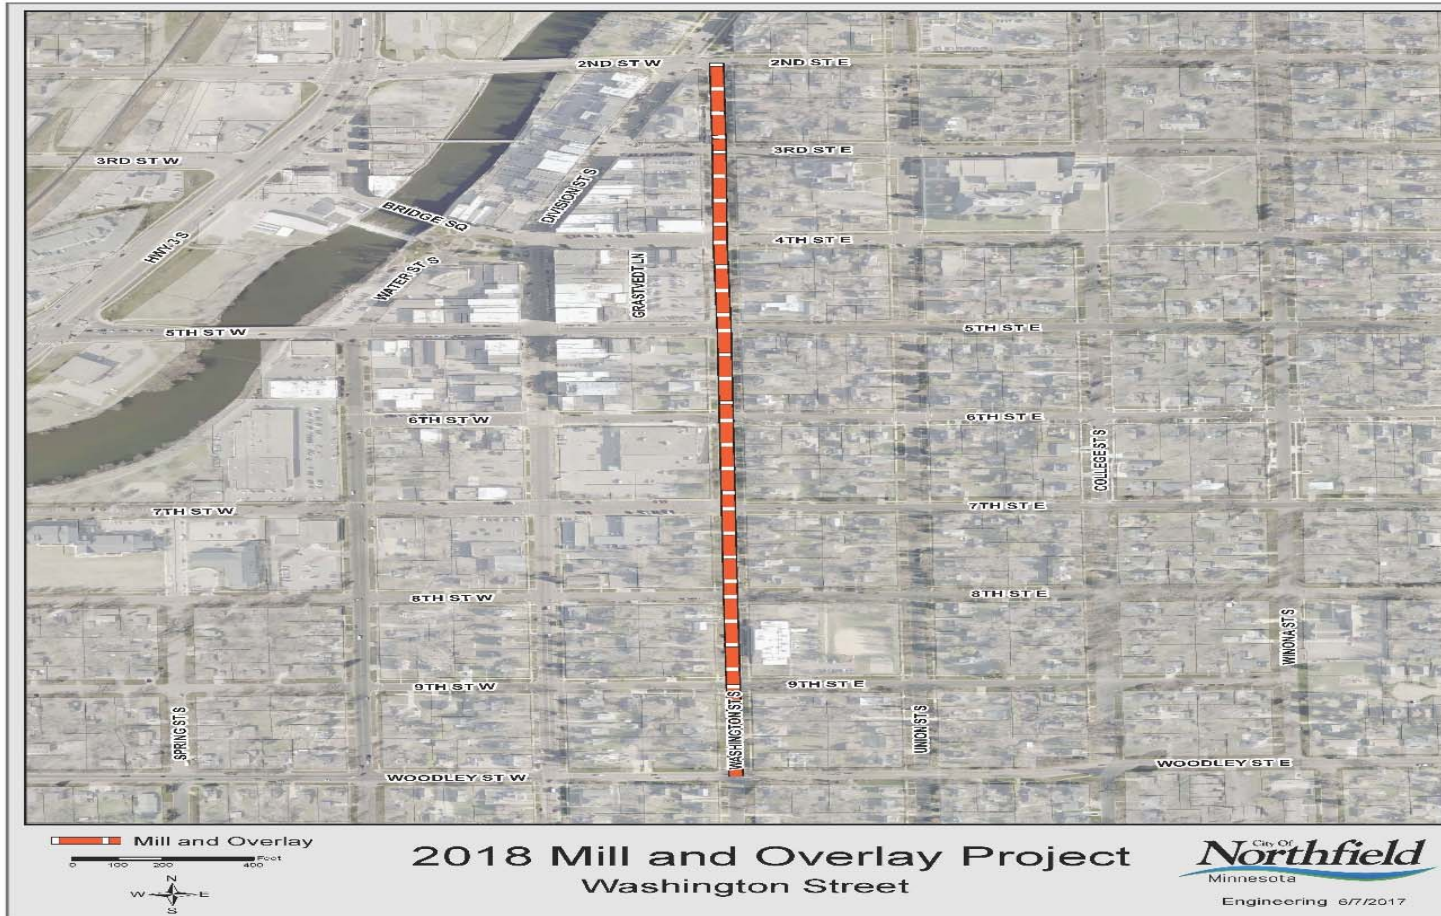 2ND ST W
2ND ST E
3RD ST W
3RD ST E
BRIDGE SQ
DIVISION ST S
HWY 3 S
4TH ST E
WATER ST S
GRASTVEDT LN
5TH ST W
5TH ST E
6TH ST W
6TH ST E
COLLEGE ST S
7TH ST W
7TH ST E
8TH ST W
8TH ST E
WINONA ST S
9TH ST W
9TH ST E
SPRING ST S
WASHINGTON ST S
UNION ST S
WOODLEY ST W
WOODLEY ST E
Mill and Overlay
Feet
0 100 200 400
N
W E
S
2018 Mill and Overlay Project
Washington Street
City Of
Northfield
Minnesota
Engineering 6/7/2017